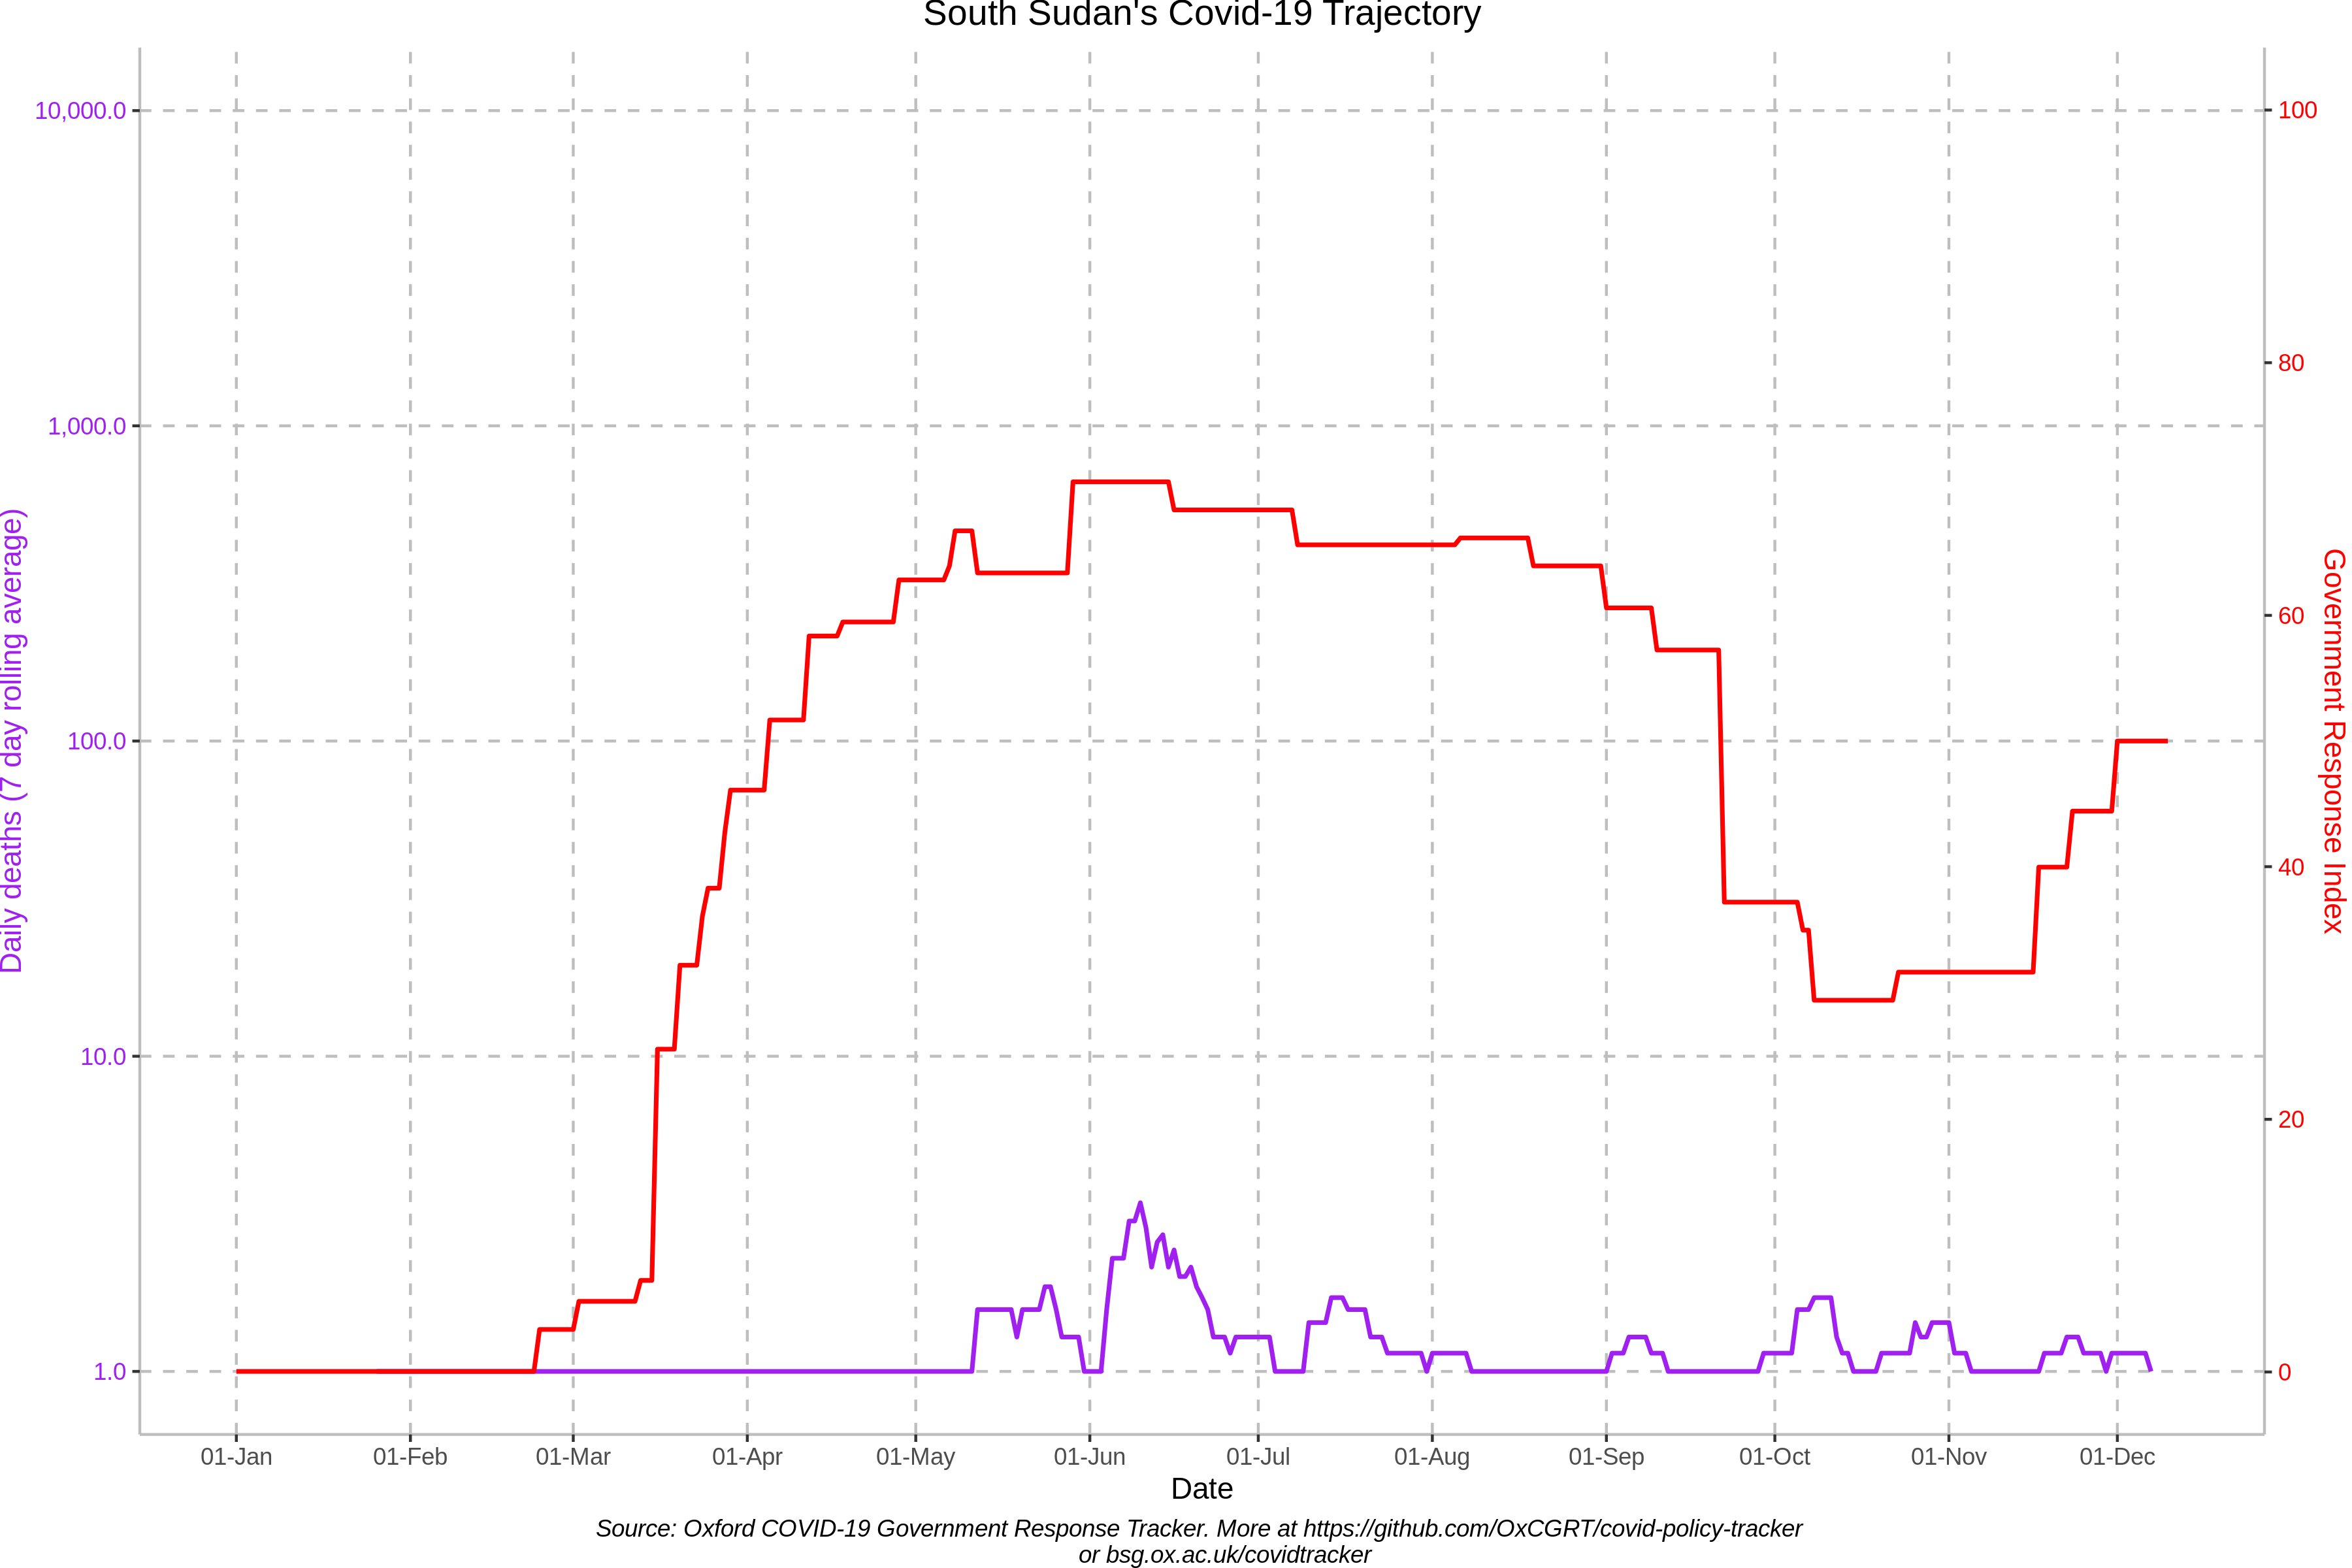 South Sudan's Covid-19 Trajectory
Daily deaths (7 day rolling average)
10,000.0
1,000.0
100.0
10.0
1.0
100
80
60
40
20
0
Government Response Index
01-Jan
01-Feb
01-Mar
01-Apr
01-May
01-Jun
01-Jul
01-Aug
01-Sep
01-Oct
01-Nov
01-Dec
Date
Source: Oxford COVID-19 Government Response Tracker. More at https://github.com/OxCGRT/covid-policy-tracker
or bsg.ox.ac.uk/covidtracker